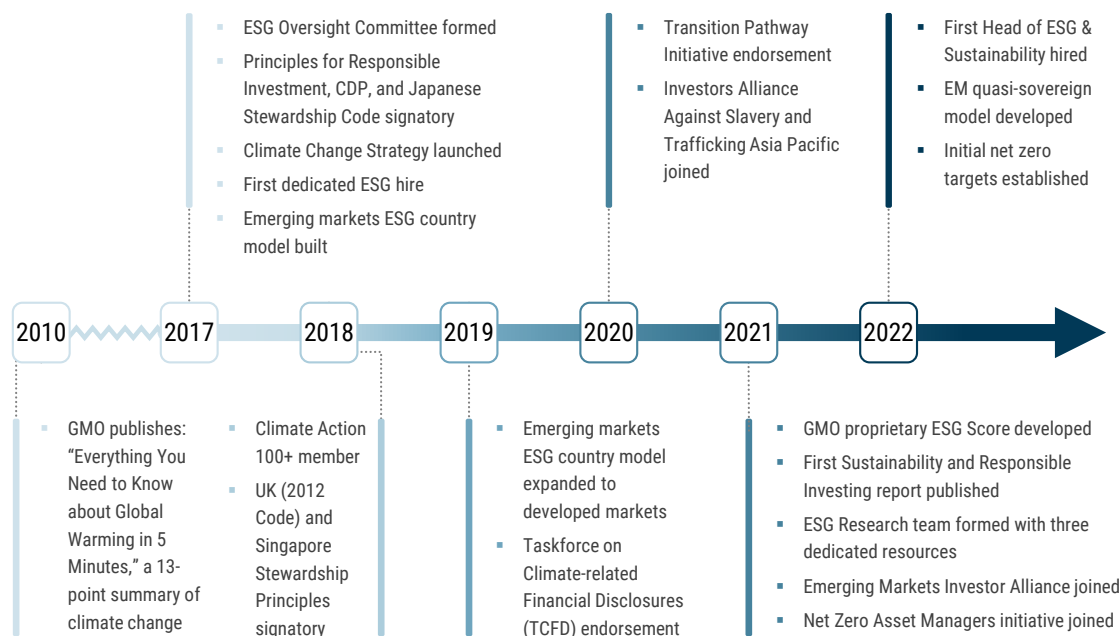 ESG Oversight Committee formed
Principles for Responsible
Investment, CDP, and Japanese
Stewardship Code signatory
Climate Change Strategy launched
First dedicated ESG hire
Emerging markets ESG country
model built
Transition Pathway
Initiative endorsement
Investors Alliance
Against Slavery and
Trafficking Asia Pacific
joined
First Head of ESG &
Sustainability hired
EM quasi-sovereign
model developed
Initial net zero
targets established
2010
2017
2018
2019
2020
2021
2022
GMO publishes:
“Everything You
Need to Know
about Global
Warming in 5
Minutes,” a 13-
point summary of
climate change
Climate Action
100+ member
UK (2012
Code) and
Singapore
Stewardship
Principles
signatory
Emerging markets
ESG country model
expanded to
developed markets
Taskforce on
Climate-related
Financial Disclosures
(TCFD) endorsement
GMO proprietary ESG Score developed
First Sustainability and Responsible
Investing report published
ESG Research team formed with three
dedicated resources
Emerging Markets Investor Alliance joined
Net Zero Asset Managers initiative joined